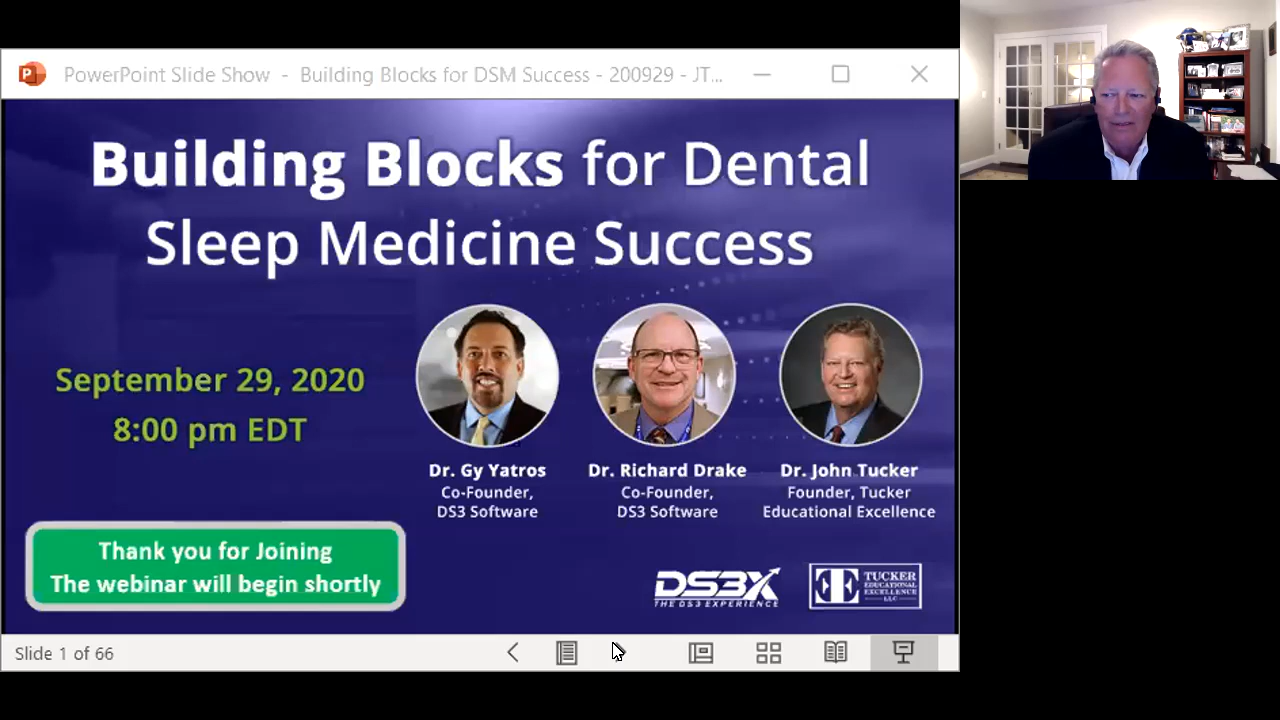 PowerPoint Slide Show - Building Blocks for DSM Success - 200929 - JT...
Building Blocks for Dental
Sleep Medicine Success
September 29, 2020
8:00 pm EDT
Dr. Gy Yatros
Co-Founder,
DS3 Software
Dr. Richard Drake
Co-Founder,
DS3 Software
Dr. John Tucker
Founder, Tucker
Educational Excellence
Thank you for Joining
The webinar will begin shortly
DS3X
THE DS3 EXPERIENCE
TUCKER
EDUCATIONAL
EXCELLENCE
LLC
Slide 1 of 66